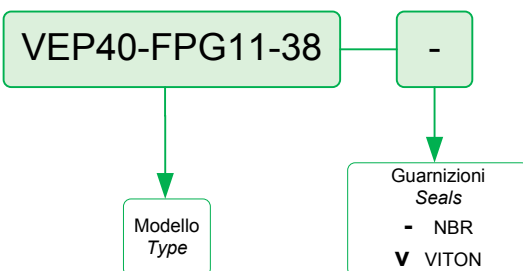 VEP40-FPG11-38 -
Modello
Type
Guarnizioni
Seals
- NBR
V VITON